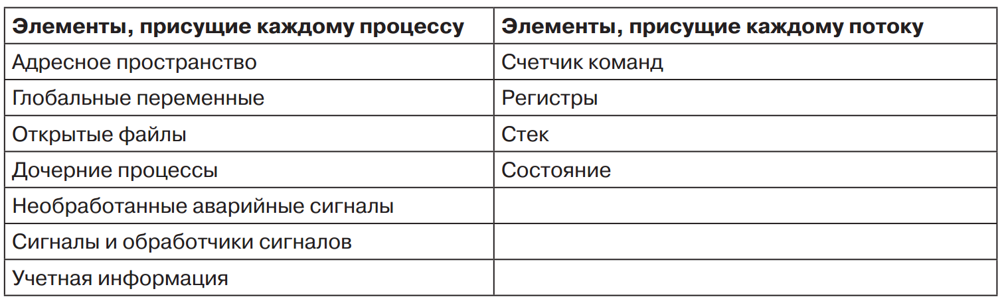 Элементы, присущие каждому процессу Элементы, присущие каждому потоку
Адресное пространство Счетчик команд
Глобальные переменные Регистры
Открытые файлы Стек
Дочерние процессы Состояние
Необработанные аварийные сигналы
Сигналы и обработчики сигналов
Учетная информация